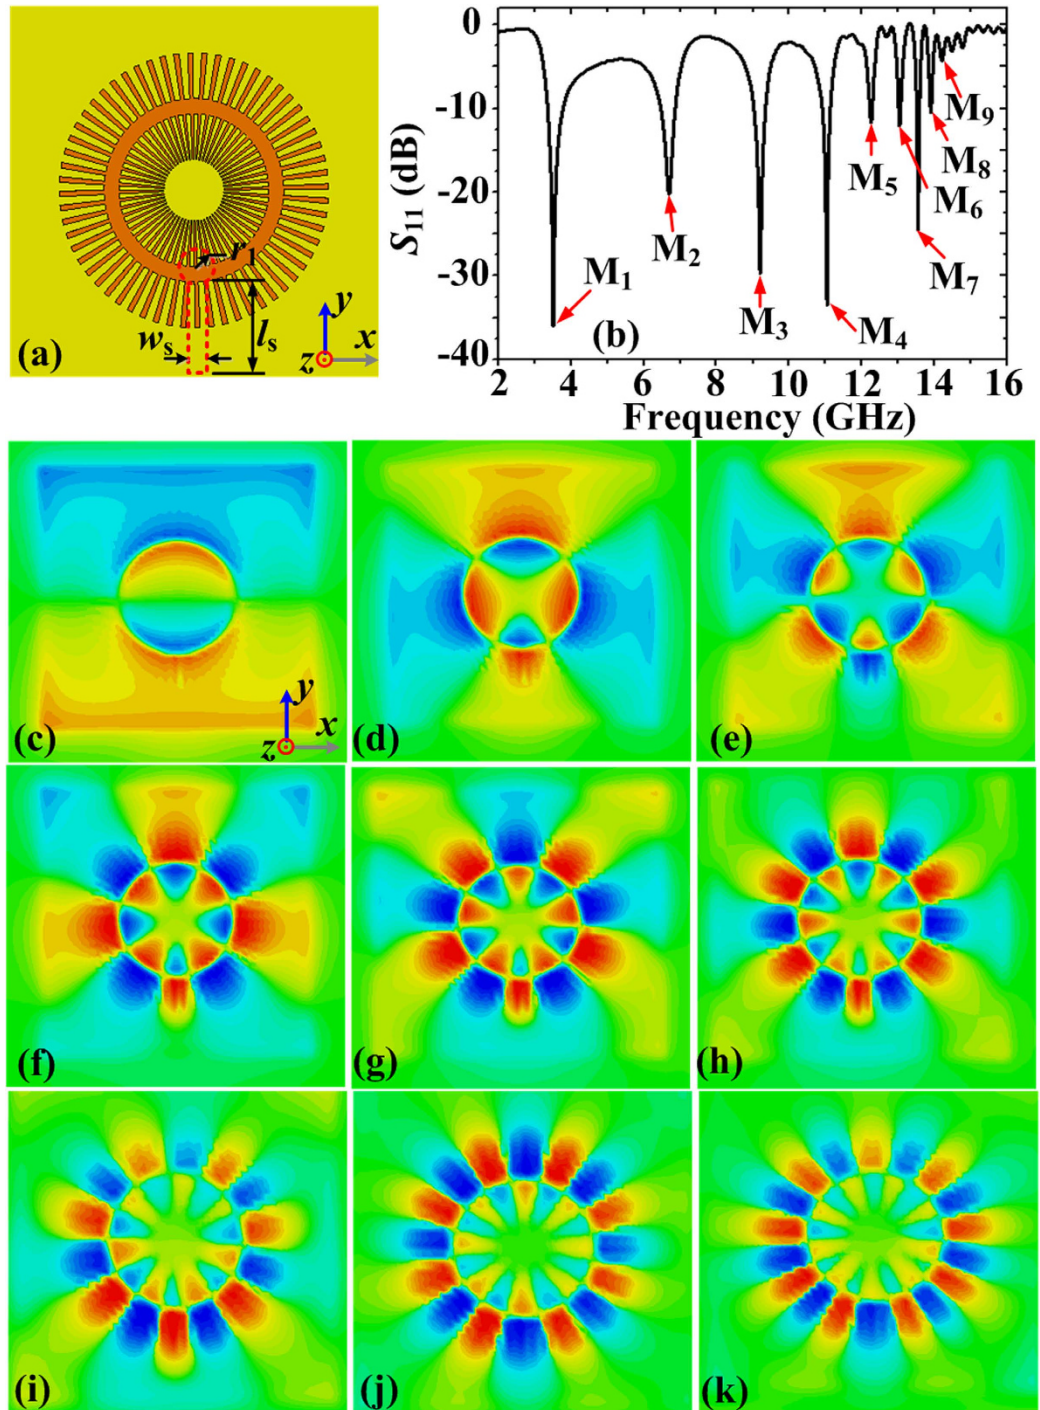 (a)
r1
ws
ls
y
x
z
S11 (dB)
0
-10
-20
-30
-40
2 4 6 8 10 12 14 16
Frequency (GHz)
(b)
M1
M2
M3
M4
M5
M6
M7
M8
M9
(c)
y
x
z
(d)
(e)
(f)
(g)
(h)
(i)
(j)
(k)